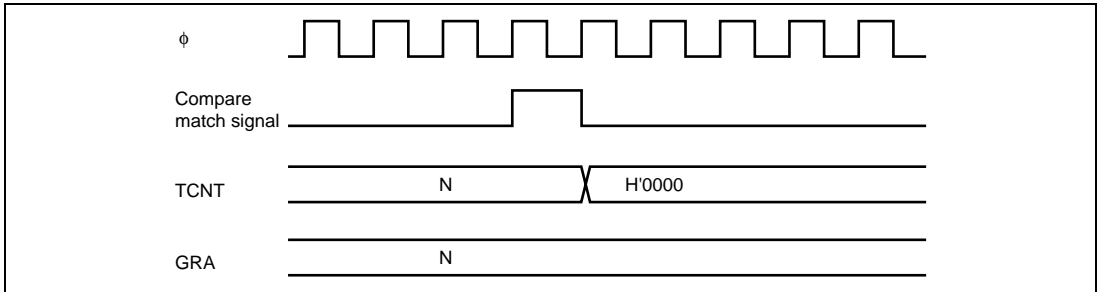 ϕ
Compare
match signal
TCNT
N
H'0000
GRA
N